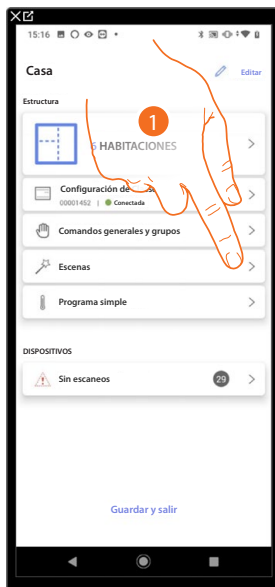 15:16
Casa
Editar
Estructura
1
HABITACIONES
Configuración de
00001452 | Conectada
Comandos generales y grupos
Escenas
Programa simple
DISPOSITIVOS
Sin escaneos
29
Guardar y salir